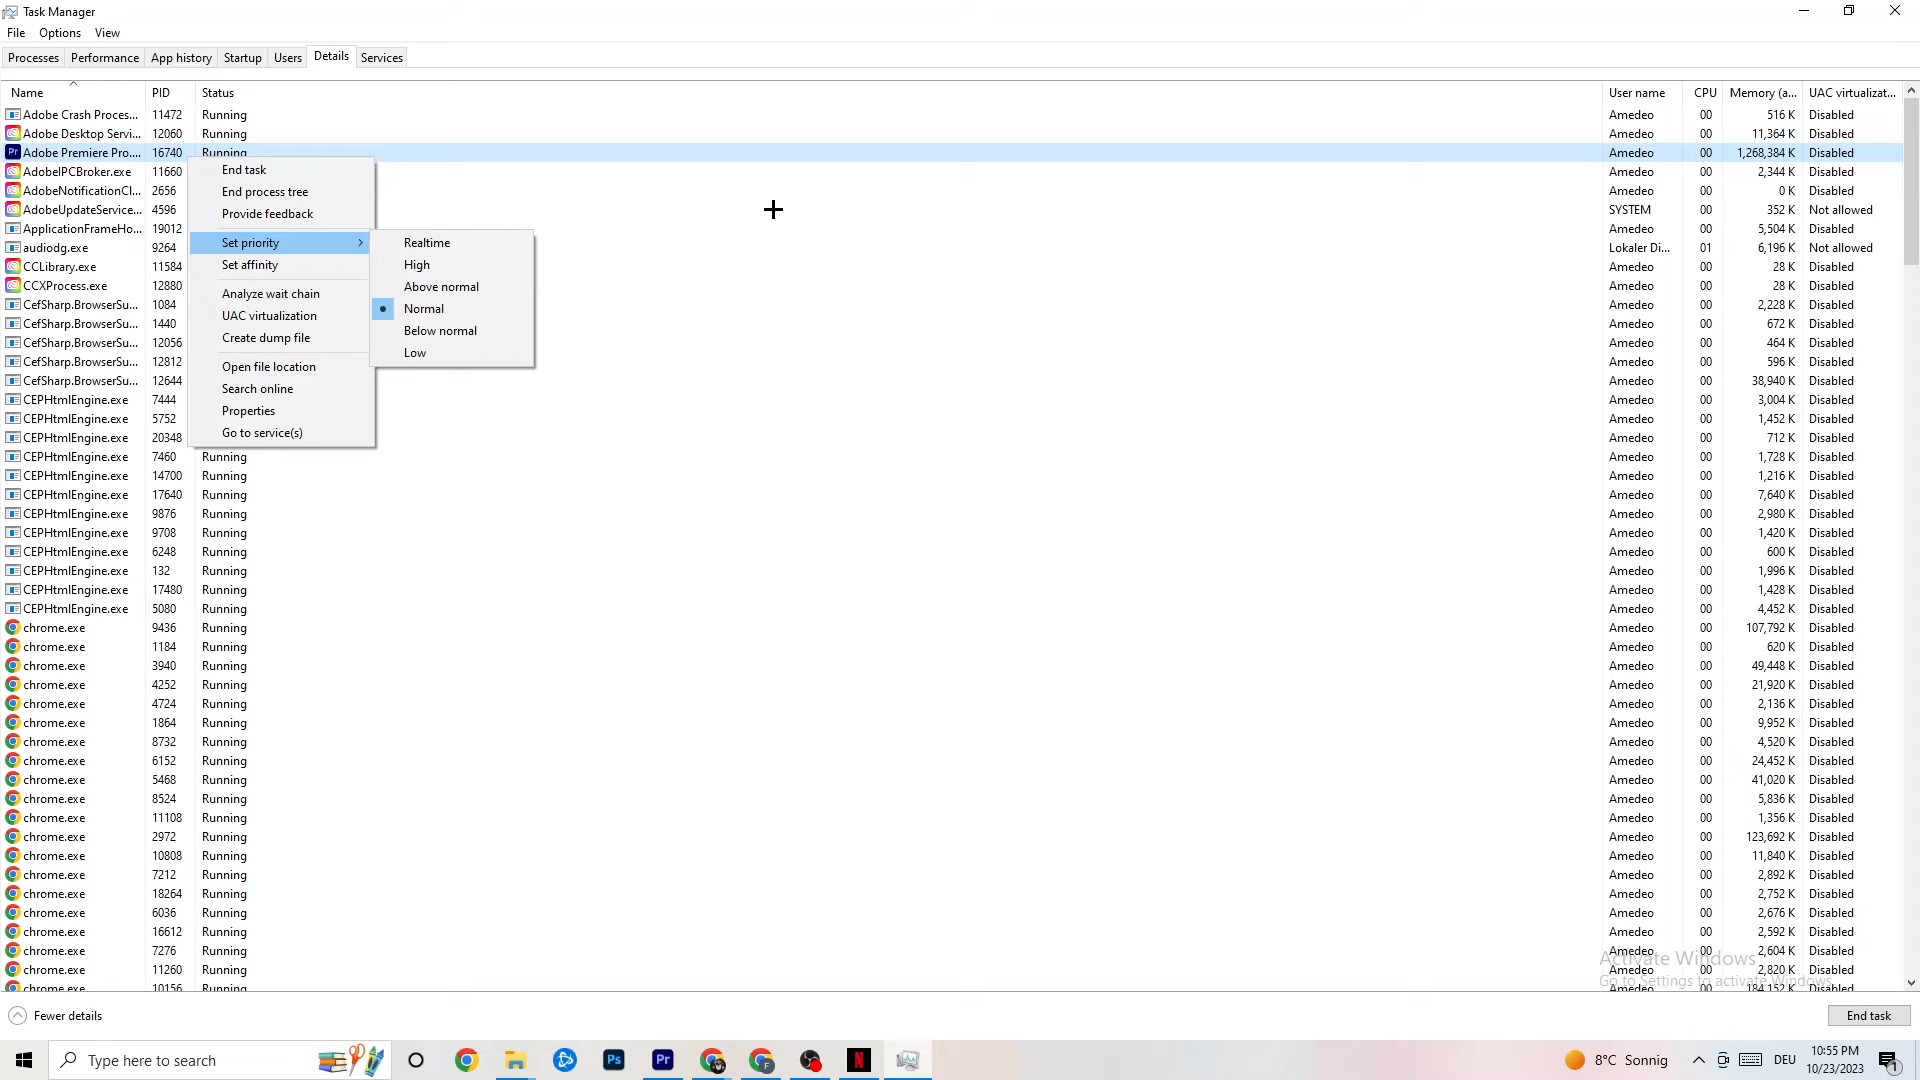 Task Manager
File Options View
Processes Performance App history Startup Users Details Services
Name PID Status User name CPU Memory (a... UAC virtualizat...
Adobe Crash Proces... 11472 Running Amedeo 00 516 K Disabled
Adobe Desktop Servi... 12060 Running Amedeo 00 11,364 K Disabled
Adobe Premiere Pro.... 16740 Running Amedeo 00 1,268,384 K Disabled
AdobeIPCBroker.exe 11660 Amedeo 00 2,344 K Disabled
AdobeNotificationCl... 2656 Amedeo 00 0 K Disabled
AdobeUpdateService... 4596 SYSTEM 00 352 K Not allowed
ApplicationFrameHo... 19012 Amedeo 00 5,504 K Disabled
audiodg.exe 9264 Lokaler Di... 01 6,196 K Not allowed
CCLibrary.exe 11584 Amedeo 00 28 K Disabled
CCXProcess.exe 12880 Amedeo 00 28 K Disabled
CefSharp.BrowserSu... 1084 Amedeo 00 2,228 K Disabled
CefSharp.BrowserSu... 1440 Amedeo 00 672 K Disabled
CefSharp.BrowserSu... 12056 Amedeo 00 464 K Disabled
CefSharp.BrowserSu... 12812 Amedeo 00 596 K Disabled
CefSharp.BrowserSu... 12644 Amedeo 00 38,940 K Disabled
CEPHtmlEngine.exe 7444 Amedeo 00 3,004 K Disabled
CEPHtmlEngine.exe 5752 Amedeo 00 1,452 K Disabled
CEPHtmlEngine.exe 20348 Amedeo 00 712 K Disabled
CEPHtmlEngine.exe 7460 Running Amedeo 00 1,728 K Disabled
CEPHtmlEngine.exe 14700 Running Amedeo 00 1,216 K Disabled
CEPHtmlEngine.exe 17640 Running Amedeo 00 7,640 K Disabled
CEPHtmlEngine.exe 9876 Running Amedeo 00 2,980 K Disabled
CEPHtmlEngine.exe 9708 Running Amedeo 00 1,420 K Disabled
CEPHtmlEngine.exe 6248 Running Amedeo 00 600 K Disabled
CEPHtmlEngine.exe 132 Running Amedeo 00 1,996 K Disabled
CEPHtmlEngine.exe 17480 Running Amedeo 00 1,428 K Disabled
CEPHtmlEngine.exe 5080 Running Amedeo 00 4,452 K Disabled
chrome.exe 9436 Running Amedeo 00 107,792 K Disabled
chrome.exe 1184 Running Amedeo 00 620 K Disabled
chrome.exe 3940 Running Amedeo 00 49,448 K Disabled
chrome.exe 4252 Running Amedeo 00 21,920 K Disabled
chrome.exe 4724 Running Amedeo 00 2,136 K Disabled
chrome.exe 1864 Running Amedeo 00 9,952 K Disabled
chrome.exe 8732 Running Amedeo 00 4,520 K Disabled
chrome.exe 6152 Running Amedeo 00 24,452 K Disabled
chrome.exe 5468 Running Amedeo 00 41,020 K Disabled
chrome.exe 8524 Running Amedeo 00 5,836 K Disabled
chrome.exe 11108 Running Amedeo 00 1,356 K Disabled
chrome.exe 2972 Running Amedeo 00 123,692 K Disabled
chrome.exe 10808 Running Amedeo 00 11,840 K Disabled
chrome.exe 7212 Running Amedeo 00 2,892 K Disabled
chrome.exe 18264 Running Amedeo 00 2,752 K Disabled
chrome.exe 6036 Running Amedeo 00 2,676 K Disabled
chrome.exe 16612 Running Amedeo 00 2,592 K Disabled
chrome.exe 7276 Running Amedeo 00 2,604 K Disabled
chrome.exe 11260 Running Amedeo 00 2,820 K Disabled
chrome.exe 10156 Running Amedeo 00 184,152 K Disabled
End task
End process tree
Provide feedback
Set priority
Set affinity
Analyze wait chain
UAC virtualization
Create dump file
Open file location
Search online
Properties
Go to service(s)
Realtime
High
Above normal
Normal
Below normal
Low
Activate Windows
Go to Settings to activate Windows.
Fewer details End task
Type here to search
Ps Pr F N
8°C Sonnig DEU
10:55 PM
10/23/2023
1